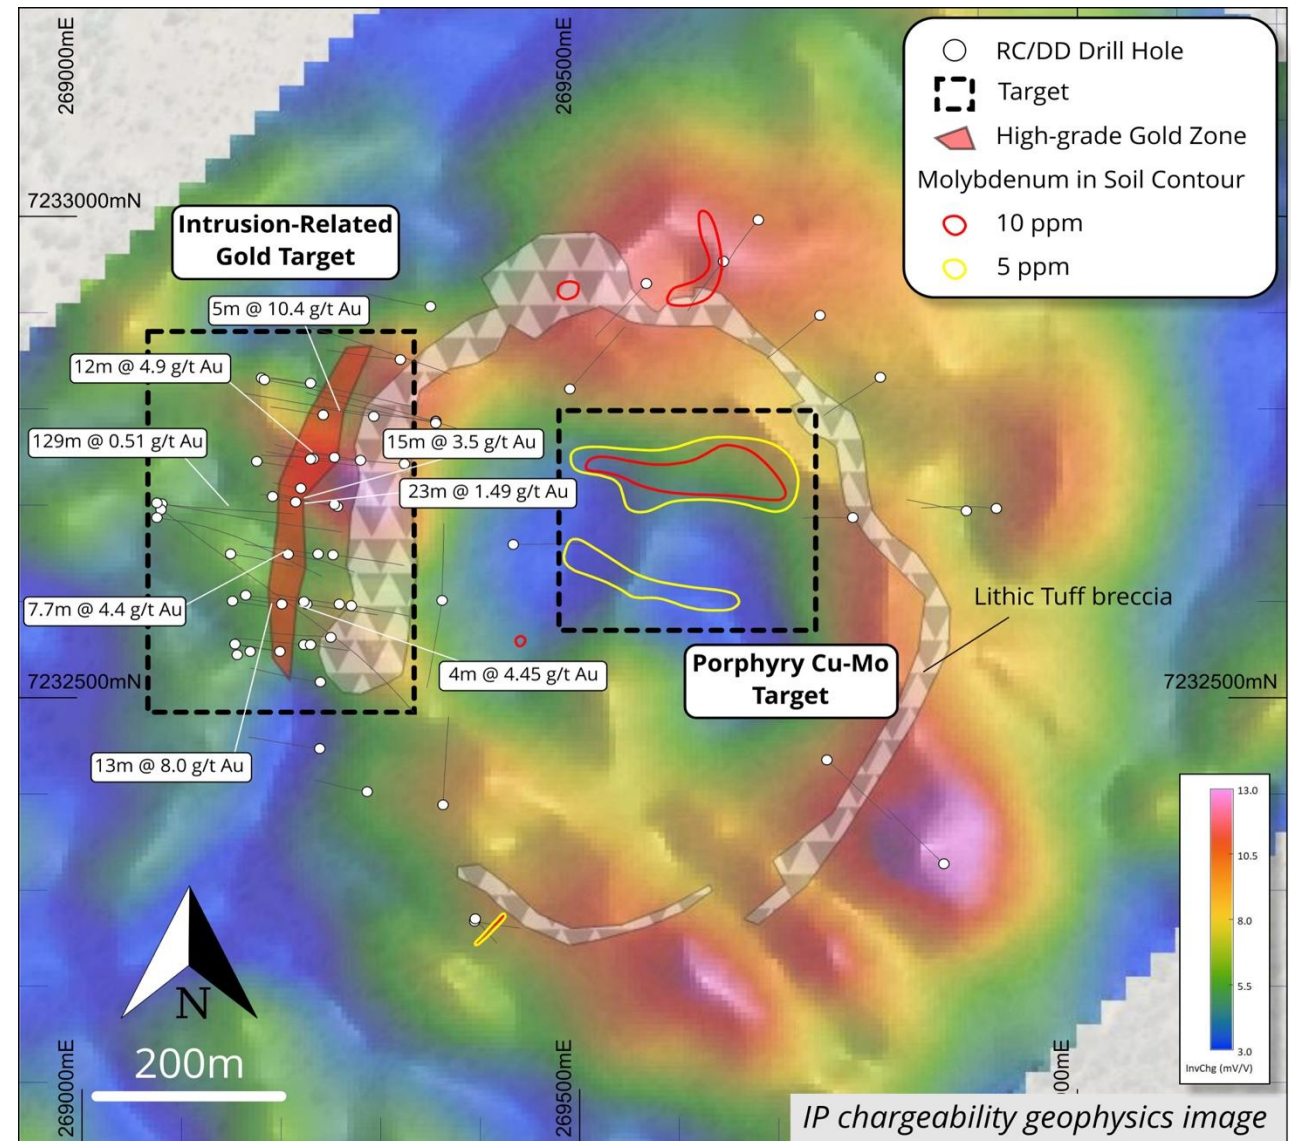 269000mE
269500mE
RC/DD Drill Hole
Target
High-grade Gold Zone
Molybdenum in Soil Contour
10 ppm
5 ppm
7233000mN
Intrusion-Related
Gold Target
5m @ 10.4 g/t Au
12m @ 4.9 g/t Au
129m @ 0.51 g/t Au
15m @ 3.5 g/t Au
23m @ 1.49 g/t Au
7.7m @ 4.4 g/t Au
Lithic Tuff breccia
4m @ 4.45 g/t Au
Porphyry Cu-Mo
Target
7232500mN
7232500mN
13m @ 8.0 g/t Au
13.0
10.5
8.0
5.5
3.0
InvChg (mV/V)
N
200m
269000mE
269500mE
00mE
IP chargeability geophysics image